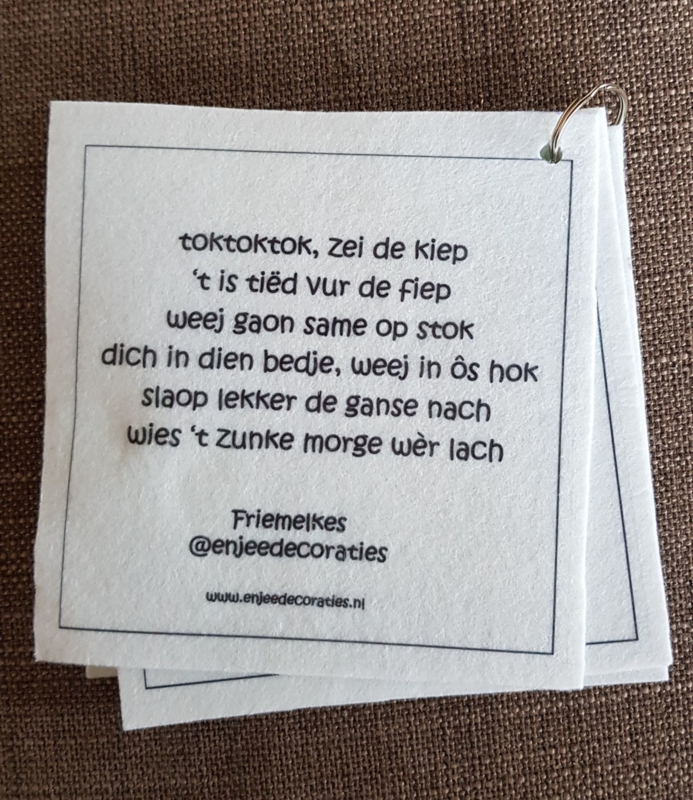 toktoktok, zei de kiep
‘t is tiëd vur de fiep
weej gaon same op stok
dich in dien bedje, weej in ôs hok
slaop lekker de ganse nach
wies ‘t zunke morge wèr lach
Friemelkes
@enjeedecoraties
www.enjeedecoraties.nl